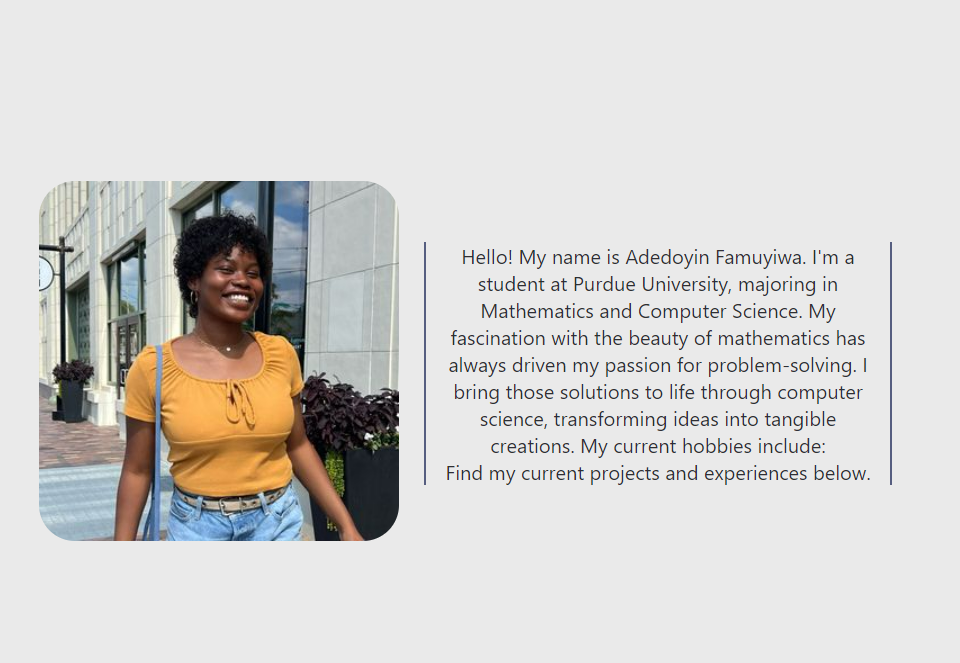 Hello! My name is Adedoyin Famuyiwa. I'm a
student at Purdue University, majoring in
Mathematics and Computer Science. My
fascination with the beauty of mathematics has
always driven my passion for problem-solving. I
bring those solutions to life through computer
science, transforming ideas into tangible
creations. My current hobbies include:
Find my current projects and experiences below.